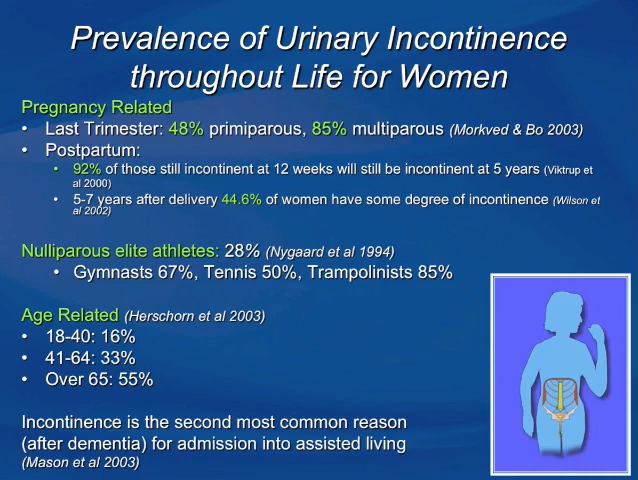 Prevalence of Urinary Incontinence
throughout Life for Women
Pregnancy Related
• Last Trimester: 48% primiparous, 85% multiparous (Morkved & Bo 2003)
• Postpartum:
• 92% of those still incontinent at 12 weeks will still be incontinent at 5 years (Viktrup et
al 2000)
• 5-7 years after delivery 44.6% of women have some degree of incontinence (Wilson et
al 2002)
Nulliparous elite athletes: 28% (Nygaard et al 1994)
• Gymnasts 67%, Tennis 50%, Trampolinists 85%
Age Related (Herschorn et al 2003)
• 18-40: 16%
• 41-64: 33%
• Over 65: 55%
Incontinence is the second most common reason
(after dementia) for admission into assisted living
(Mason et al 2003)